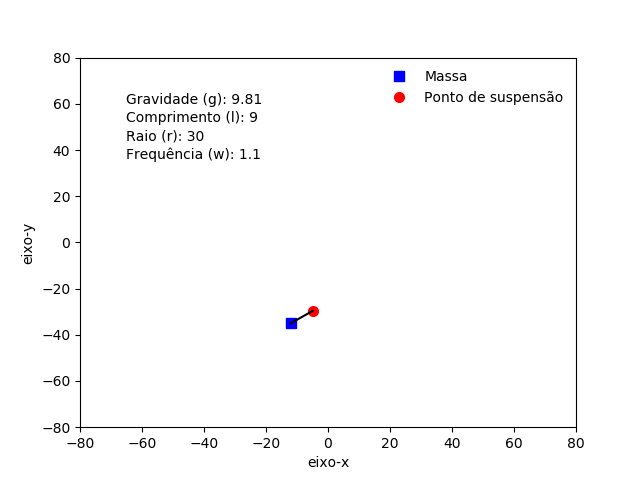 Massa
Ponto de suspensão
Gravidade (g): 9.81
Comprimento (l): 9
Raio (r): 30
Frequência (w): 1.1
eixo-y
80
60
40
20
0
−20
−40
−60
−80
−80 −60 −40 −20 0 20 40 60 80
eixo-x